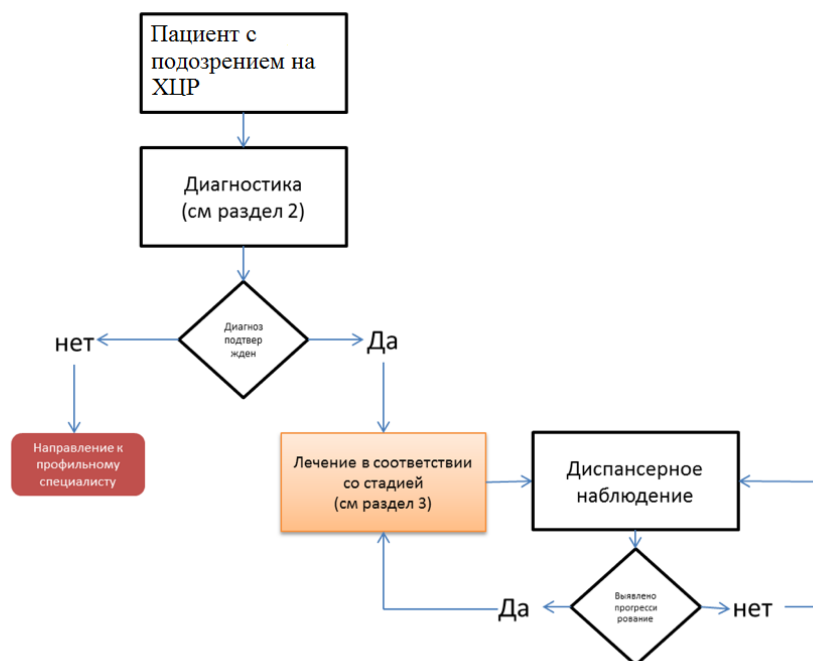 Пациент с
подозрением на
ХЦР
Диагностика
(см раздел 2)
Диагноз
подтвер
жден
нет
Да
Направление к
профильному
специалисту
Лечение в соответствии
со стадией
(см раздел 3)
Диспансерное
наблюдение
Выявлено
прогресси
рование
Да
нет